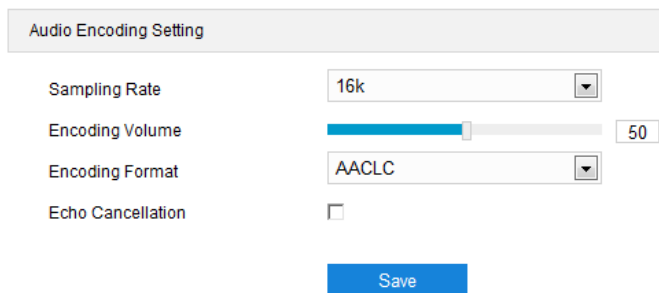 Audio Encoding Setting
Sampling Rate 16k
Encoding Volume 50
Encoding Format AACLC
Echo Cancellation
Save